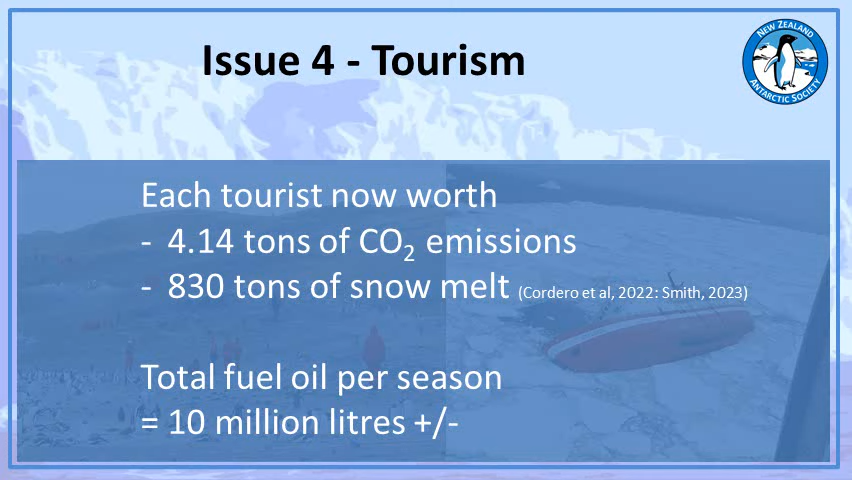 Issue 4 - Tourism
NEW ZEALAND
ANTARCTIC SOCIETY
Each tourist now worth
- 4.14 tons of CO₂ emissions
- 830 tons of snow melt (Cordero et al, 2022: Smith, 2023)
Total fuel oil per season
= 10 million litres +/-